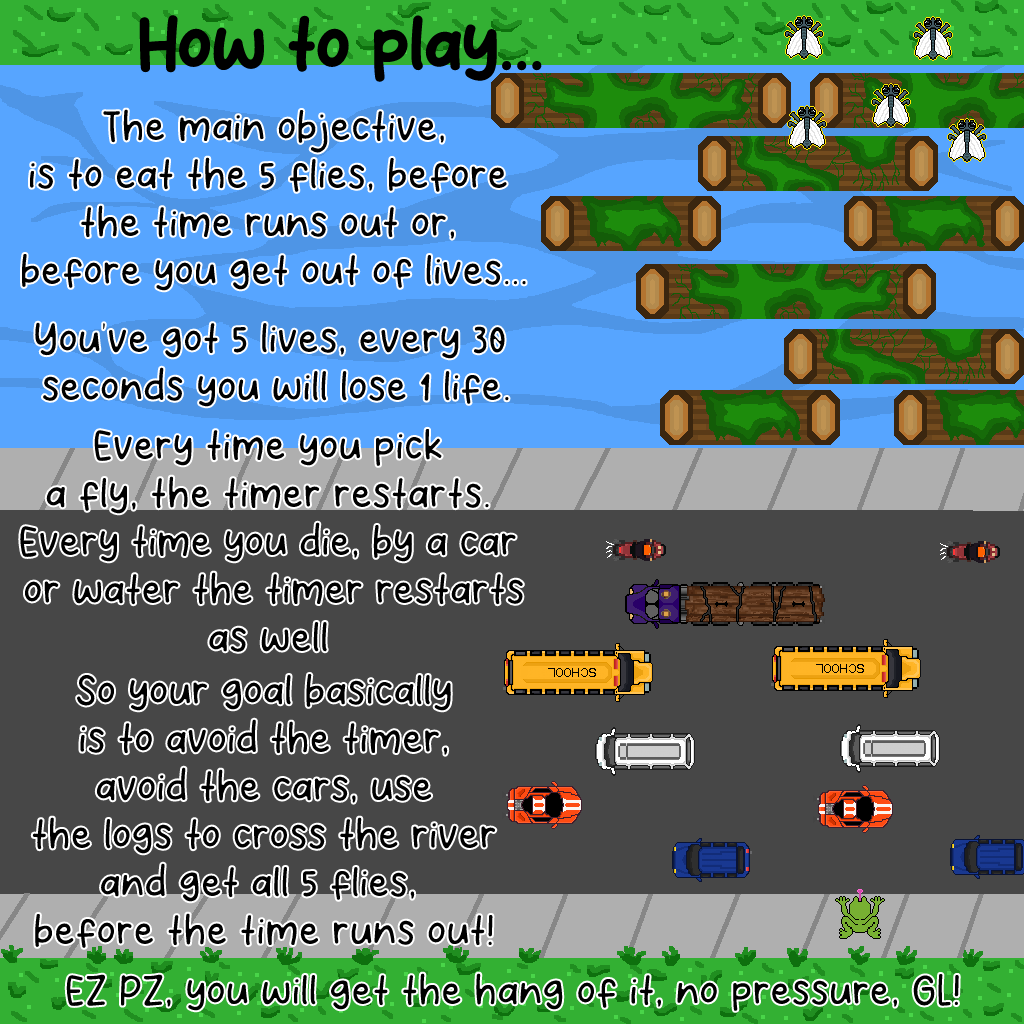 How to play...
The main objective,
is to eat the 5 flies, before
the time runs out or,
before you get out of lives...
You've got 5 lives, every 30
seconds you will lose 1 life.
Every time you pick
a fly, the timer restarts.
Every time you die, by a car
or water the timer restarts
as well
So your goal basically
is to avoid the timer,
avoid the cars, use
the logs to cross the river
and get all 5 flies,
before the time runs out!
EZ PZ, you will get the hang of it, no pressure, GL!
SCHOOL
SCHOOL